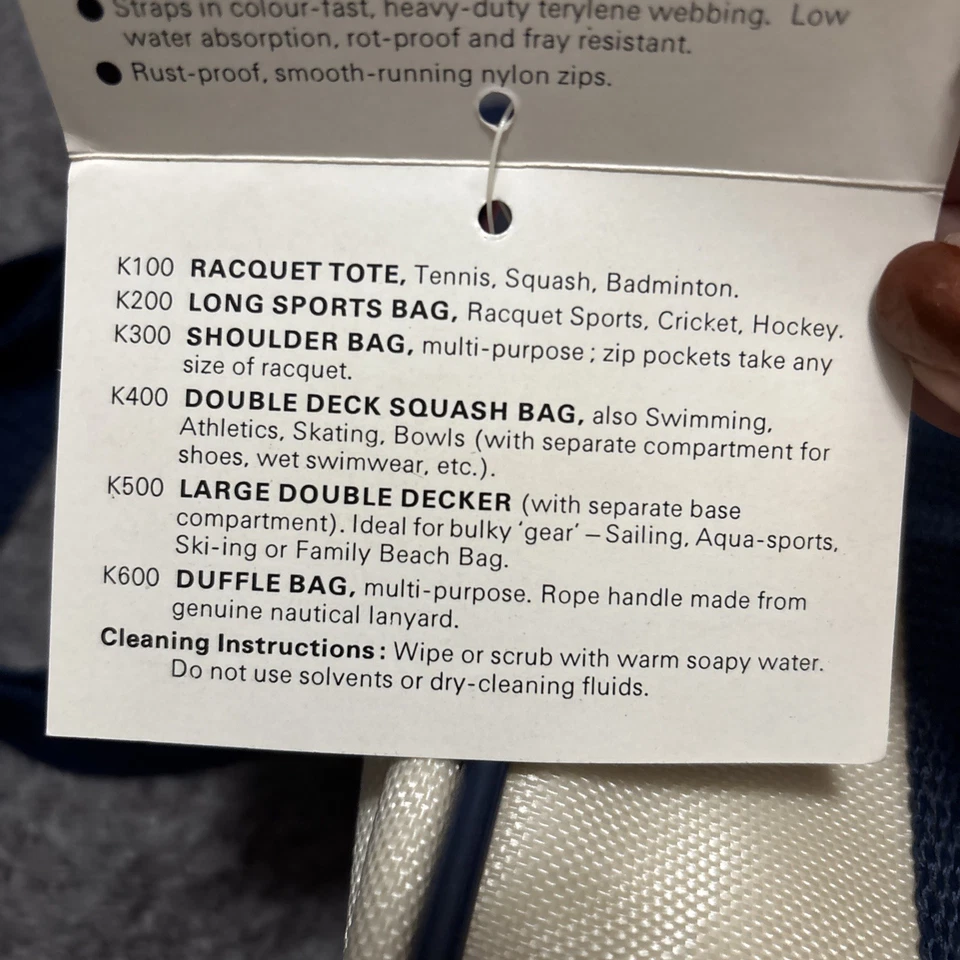 ● Straps in colour-fast, heavy-duty terylene webbing. Low
water absorption, rot-proof and fray resistant.
● Rust-proof, smooth-running nylon zips.
K100 RACQUET TOTE, Tennis, Squash, Badminton.
K200 LONG SPORTS BAG, Racquet Sports, Cricket, Hockey.
K300 SHOULDER BAG, multi-purpose; zip pockets take any
size of racquet.
K400 DOUBLE DECK SQUASH BAG, also Swimming,
Athletics, Skating, Bowls (with separate compartment for
shoes, wet swimwear, etc.).
K500 LARGE DOUBLE DECKER (with separate base
compartment). Ideal for bulky 'gear' – Sailing, Aqua-sports,
Ski-ing or Family Beach Bag.
K600 DUFFLE BAG, multi-purpose. Rope handle made from
genuine nautical lanyard.
Cleaning Instructions: Wipe or scrub with warm soapy water.
Do not use solvents or dry-cleaning fluids.